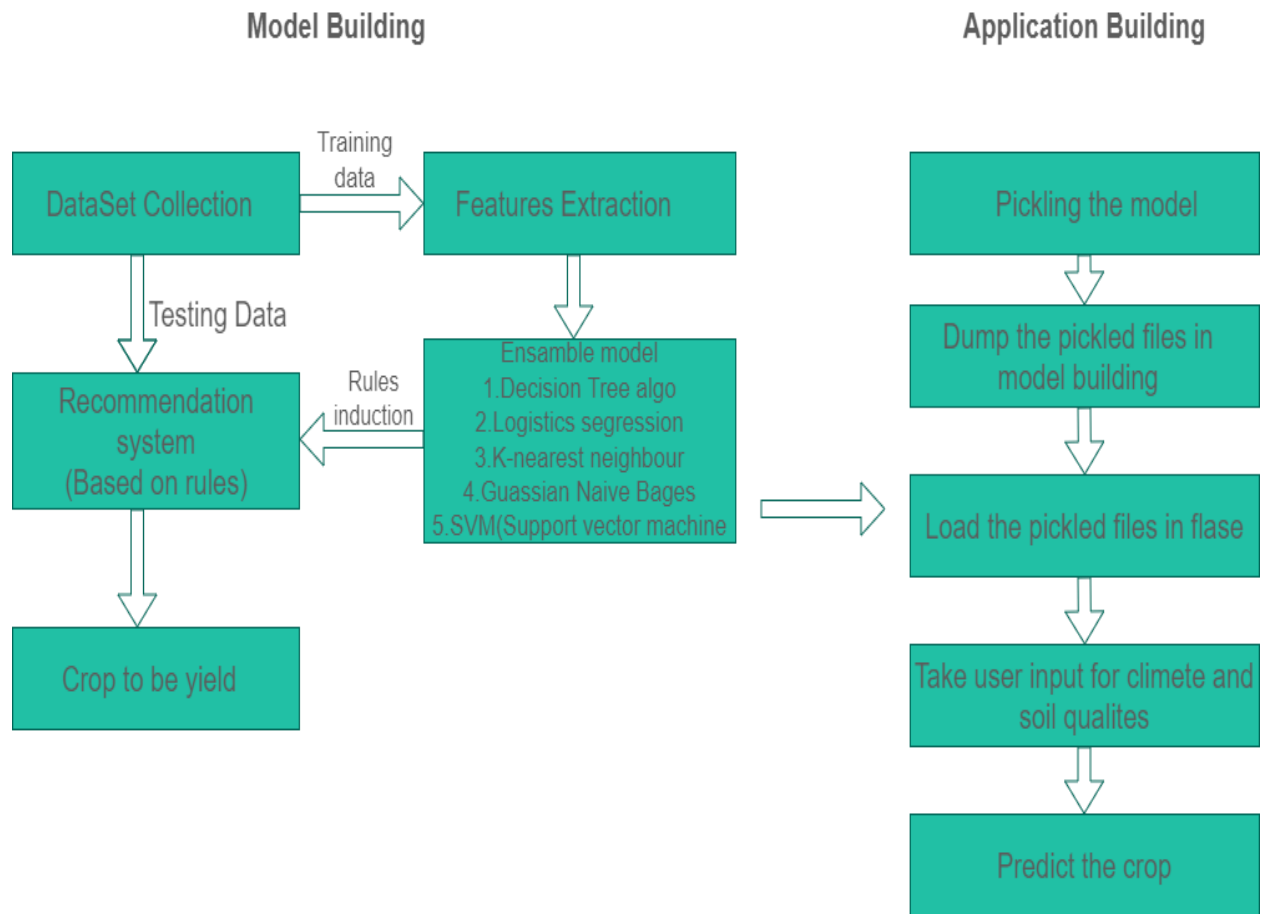 Model Building
Application Building
Training
data
DataSet Collection
Features Extraction
Pickling the model
Testing Data
Dump the pickled files in
model building
Ensamble model
1.Decision Tree algo
2.Logistics segression
3.K-nearest neighbour
4.Guassian Naive Bages
5.SVM(Support vector machine
Rules
induction
Recommendation
system
(Based on rules)
Load the pickled files in flase
Crop to be yield
Take user input for climete and
soil qualites
Predict the crop